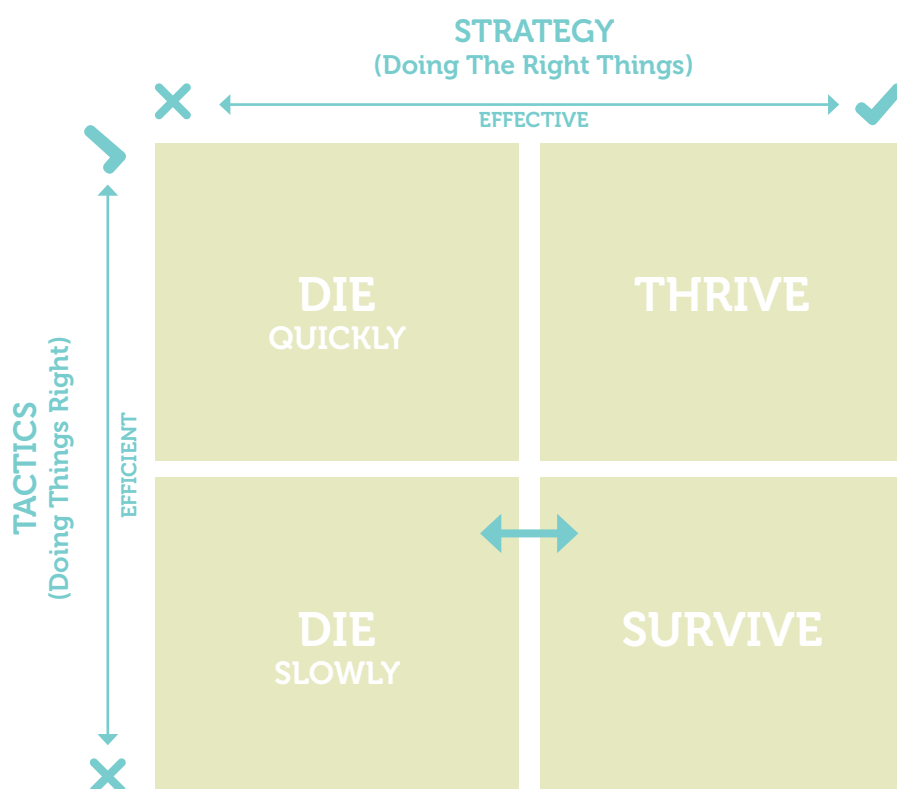 STRATEGY
(Doing The Right Things)
EFFECTIVE
TACTICS
(Doing Things Right)
EFFICIENT
DIE
QUICKLY
THRIVE
DIE
SLOWLY
SURVIVE